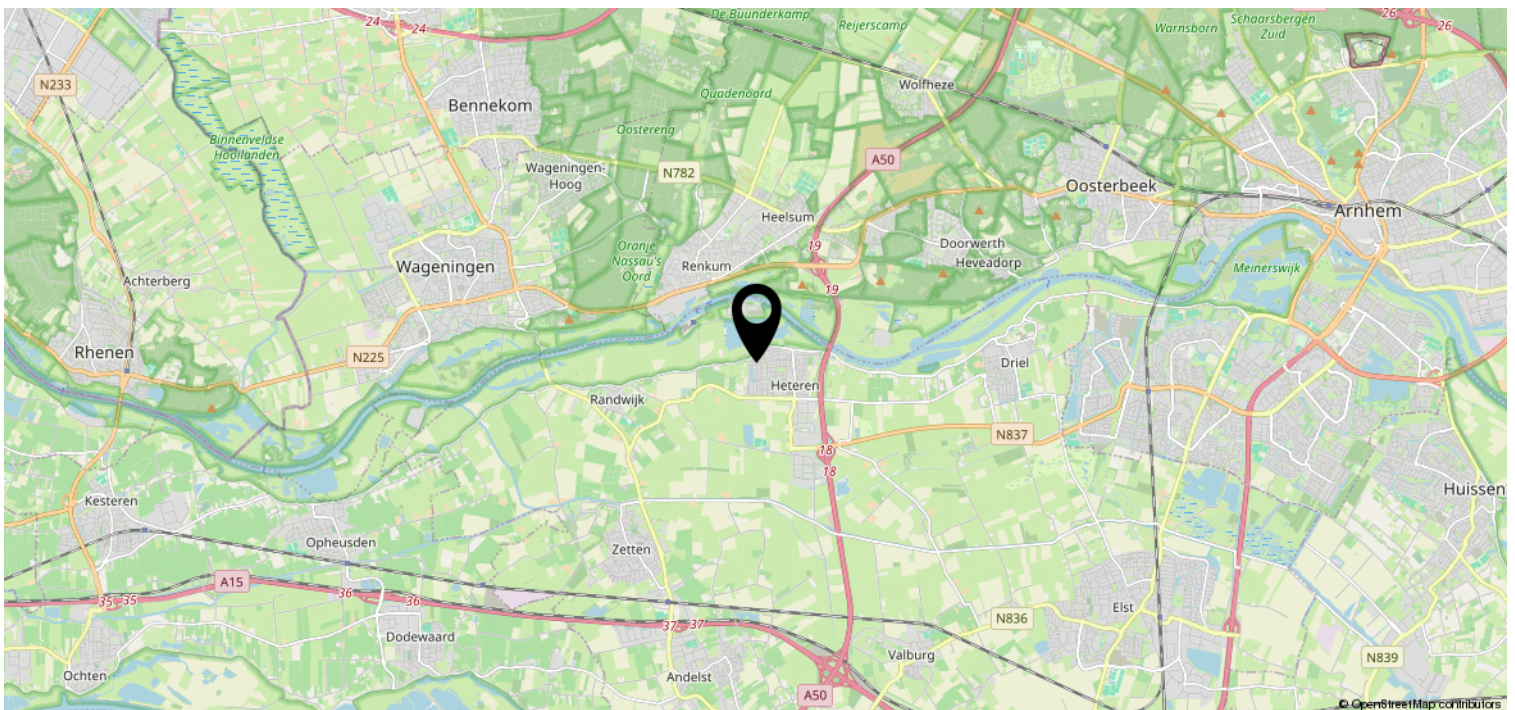 De Buunderkamp
Reijerscamp
Warnsborn
Schaarsbergen
Zuid
26
24
24
26
N233
Wolfheze
Quadenoord
Bennekom
Oostereng
Binnenveldse
Hooilanden
A50
Wageningen-
Hoog
N782
Oosterbeek
Heelsum
Arnhem
19
Doorwerth
Oranje
Nassau's
Oord
Renkum
Heveadorp
Wageningen
Meinerswijk
Achterberg
19
Rhenen
N225
Driel
Heteren
Randwijk
N837
18
18
Kesteren
Huissen
Opheusden
Zetten
A15
35
35
36
36
Elst
N836
37
37
Dodewaard
Valburg
N839
Ochten
Andelst
A50
© OpenStreetMap contributors